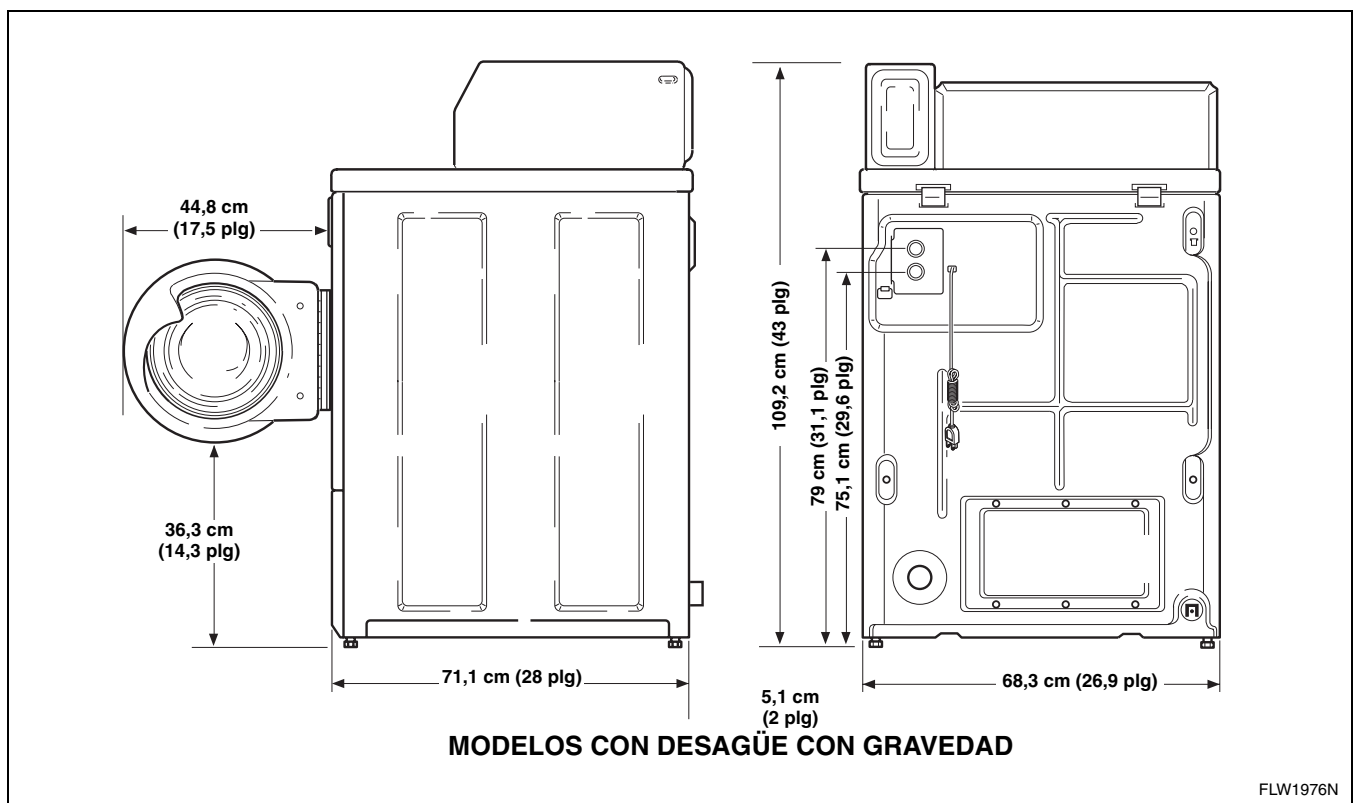 44,8 cm
(17,5 plg)
36,3 cm
(14,3 plg)
71,1 cm (28 plg)
109,2 cm (43 plg)
79 cm (31,1 plg)
75,1 cm (29,6 plg)
5,1 cm
(2 plg)
68,3 cm (26,9 plg)
MODELOS CON DESAGÜE CON GRAVEDAD
FLW1976N